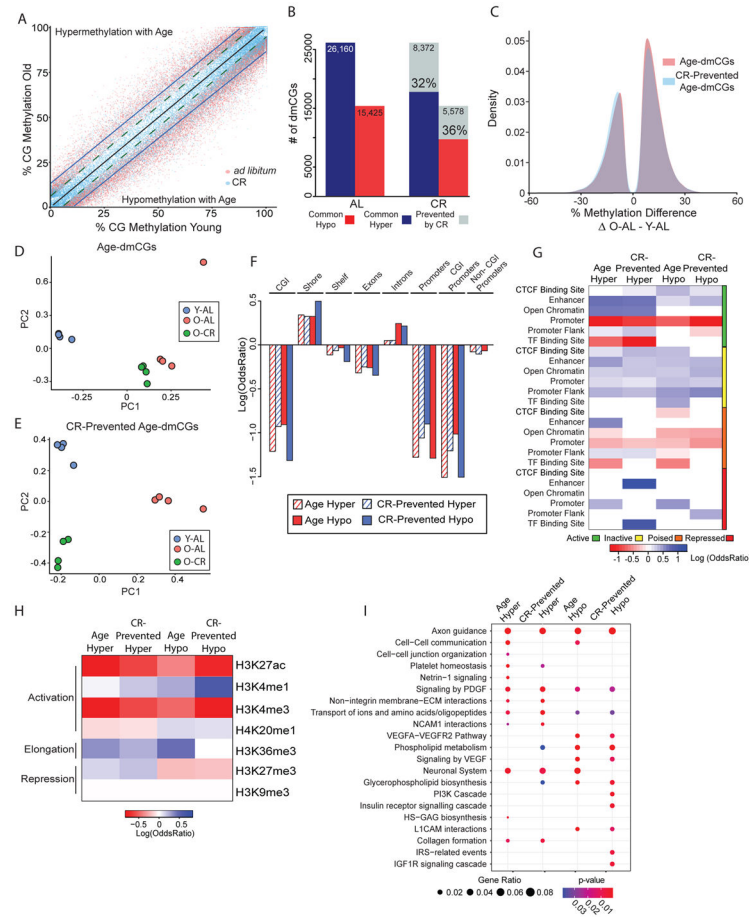 A
Hypermethylation with Age
% CG Methylation Old
100
75
50
25
0
ad libitum
CR
Hypomethylation with Age
0 25 50 75 100
% CG Methylation Young
B
# of dmCGs
25000
15000
5000
0
26,160
15,425
8,372
32%
5,578
36%
AL CR
Common Hypo
Common Hyper
Prevented by CR
C
Density
0.05
0.04
0.03
0.02
0.01
0
Age-dmCGs
CR-Prevented
Age-dmCGs
-60 -30 0 30 60
% Methylation Difference
Δ O-AL - Y-AL
D
Age-dmCGs
PC2
0.6
0.3
0.0
-0.3
Y-AL
O-AL
O-CR
-0.25 0 0.25
PC1
E
CR-Prevented Age-dmCGs
PC2
0.4
0.2
0.0
-0.2
-0.4
Y-AL
O-AL
O-CR
-0.2 0.0 0.2 0.4
PC1
F
CGI
Shore
Shelf
Exons
Introns
Promoters
CGI Promoters
Non-CGI Promoters
Log(OddsRatio)
0.5
0.0
-0.5
-1.0
-1.5
Age Hyper
CR-Prevented Hyper
Age Hypo
CR-Prevented Hypo
G
Age Hyper
CR-Prevented Hyper
Age Hypo
CR-Prevented Hypo
CTCF Binding Site
Enhancer
Open Chromatin
Promoter
Promoter Flank
TF Binding Site
CTCF Binding Site
Enhancer
Open Chromatin
Promoter
Promoter Flank
TF Binding Site
CTCF Binding Site
Enhancer
Open Chromatin
Promoter
Promoter Flank
TF Binding Site
CTCF Binding Site
Enhancer
Open Chromatin
Promoter
Promoter Flank
TF Binding Site
Active Inactive Poised Repressed
-1 -0.5 0 0.5 1
Log (OddsRatio)
H
Age Hyper
CR-Prevented Hyper
Age Hypo
CR-Prevented Hypo
Activation
Elongation
Repression
H3K27ac
H3K4me1
H3K4me3
H4K20me1
H3K36me3
H3K27me3
H3K9me3
-0.5 0 0.5
Log(OddsRatio)
I
Age Hyper
CR-Prevented Hyper
Age Hypo
CR-Prevented Hypo
Axon guidance
Cell-Cell communication
Cell-cell junction organization
Platelet homeostasis
Netrin-1 signaling
Signaling by PDGF
Non-integrin membrane-ECM interactions
Transport of ions and amino acids/oligopeptides
NCAM1 interactions
VEGFA-VEGFR2 Pathway
Phospholipid metabolism
Signaling by VEGF
Neuronal System
Glycerophospholipid biosynthesis
PI3K Cascade
Insulin receptor signalling cascade
HS-GAG biosynthesis
L1CAM interactions
Collagen formation
IRS-related events
IGF1R signaling cascade
Gene Ratio
0.02 0.04 0.06 0.08
p-value
0.03 0.02 0.01